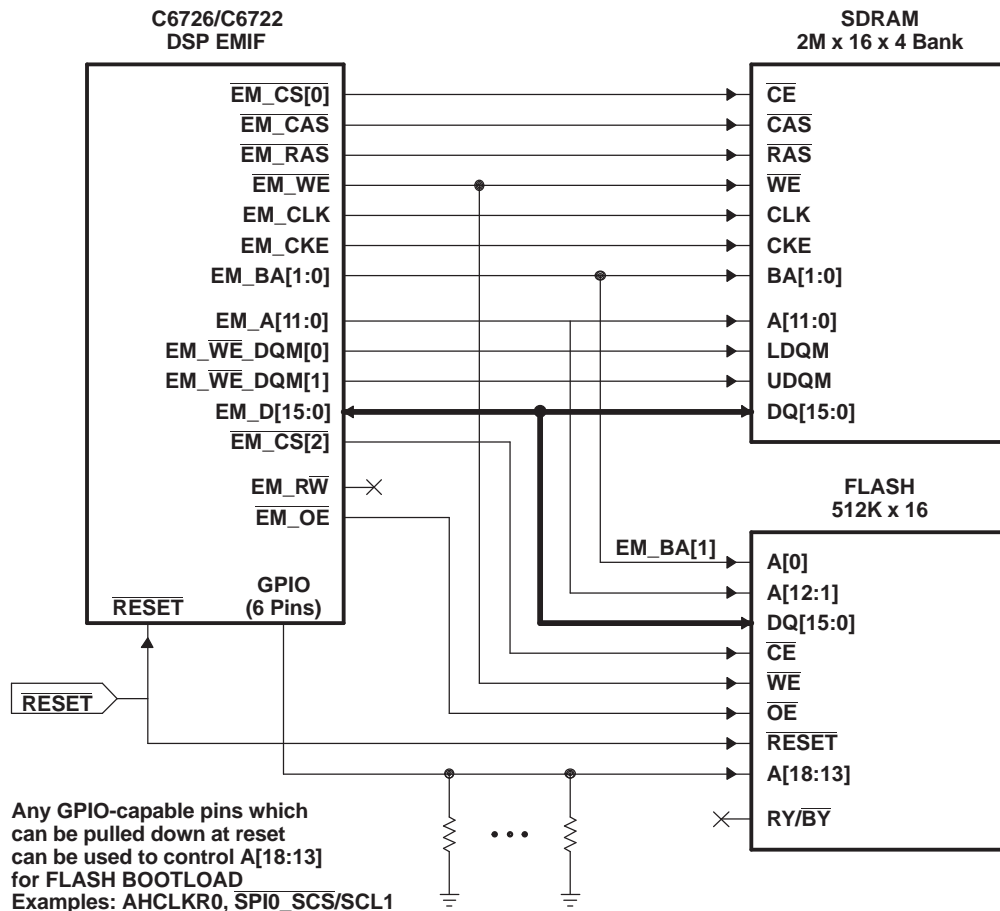 C6726/C6722
DSP EMIF
SDRAM
2M x 16 x 4 Bank
EM_CS[0]
CE
EM_CAS
CAS
EM_RAS
RAS
EM_WE
WE
EM_CLK
CLK
EM_CKE
CKE
EM_BA[1:0]
BA[1:0]
EM_A[11:0]
A[11:0]
EM_WE_DQM[0]
LDQM
EM_WE_DQM[1]
UDQM
EM_D[15:0]
DQ[15:0]
EM_CS[2]
EM_RW
EM_OE
FLASH
512K x 16
EM_BA[1]
A[0]
A[12:1]
DQ[15:0]
CE
WE
OE
RESET
A[18:13]
RY/BY
GPIO
(6 Pins)
RESET
RESET
Any GPIO-capable pins which
can be pulled down at reset
can be used to control A[18:13]
for FLASH BOOTLOAD
Examples: AHCLKR0, SPI0_SCS/SCL1